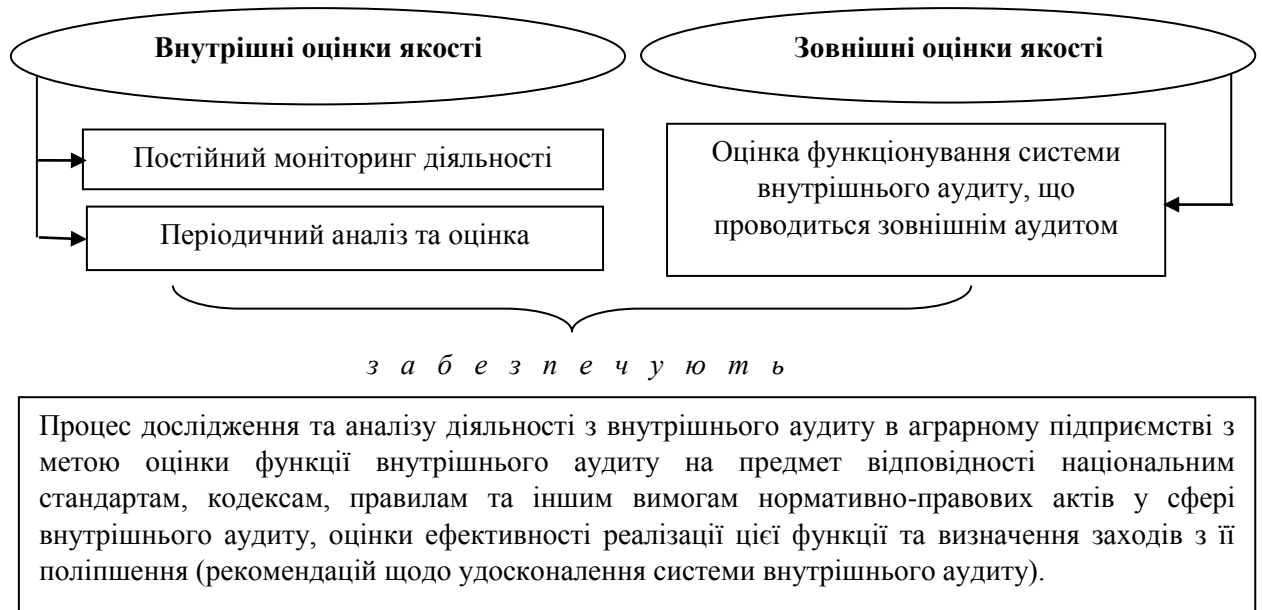 Внутрішні оцінки якості
Зовнішні оцінки якості
Постійний моніторинг діяльності
Періодичний аналіз та оцінка
Оцінка функціонування системи
внутрішнього аудиту, що
проводиться зовнішнім аудитом
з а б е з п е ч у ю т ь
Процес дослідження та аналізу діяльності з внутрішнього аудиту в аграрному підприємстві з
метою оцінки функції внутрішнього аудиту на предмет відповідності національним
стандартам, кодексам, правилам та іншим вимогам нормативно-правових актів у сфері
внутрішнього аудиту, оцінки ефективності реалізації цієї функції та визначення заходів з її
поліпшення (рекомендацій щодо удосконалення системи внутрішнього аудиту).